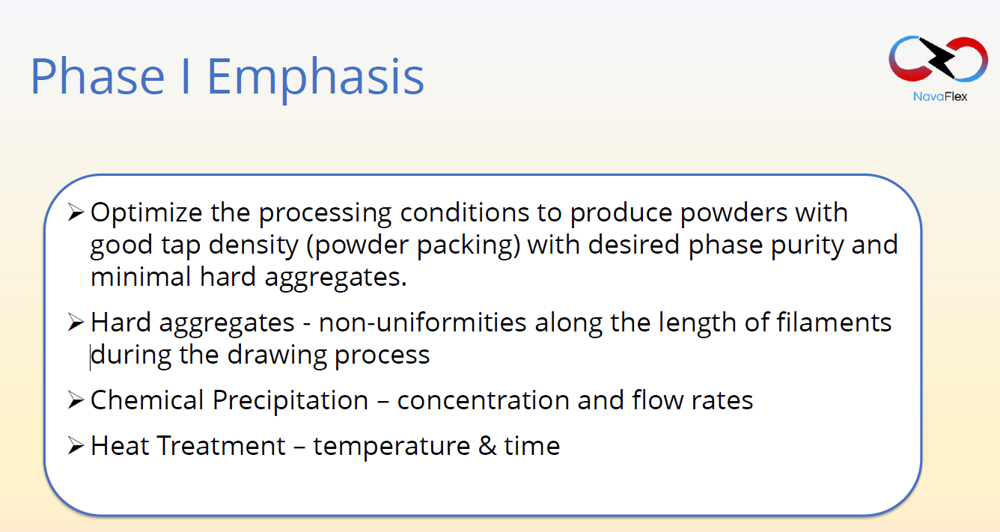 Phase I Emphasis
NavaFlex
➢ Optimize the processing conditions to produce powders with
good tap density (powder packing) with desired phase purity and
minimal hard aggregates.
➢ Hard aggregates - non-uniformities along the length of filaments
during the drawing process
➢ Chemical Precipitation – concentration and flow rates
➢ Heat Treatment – temperature & time